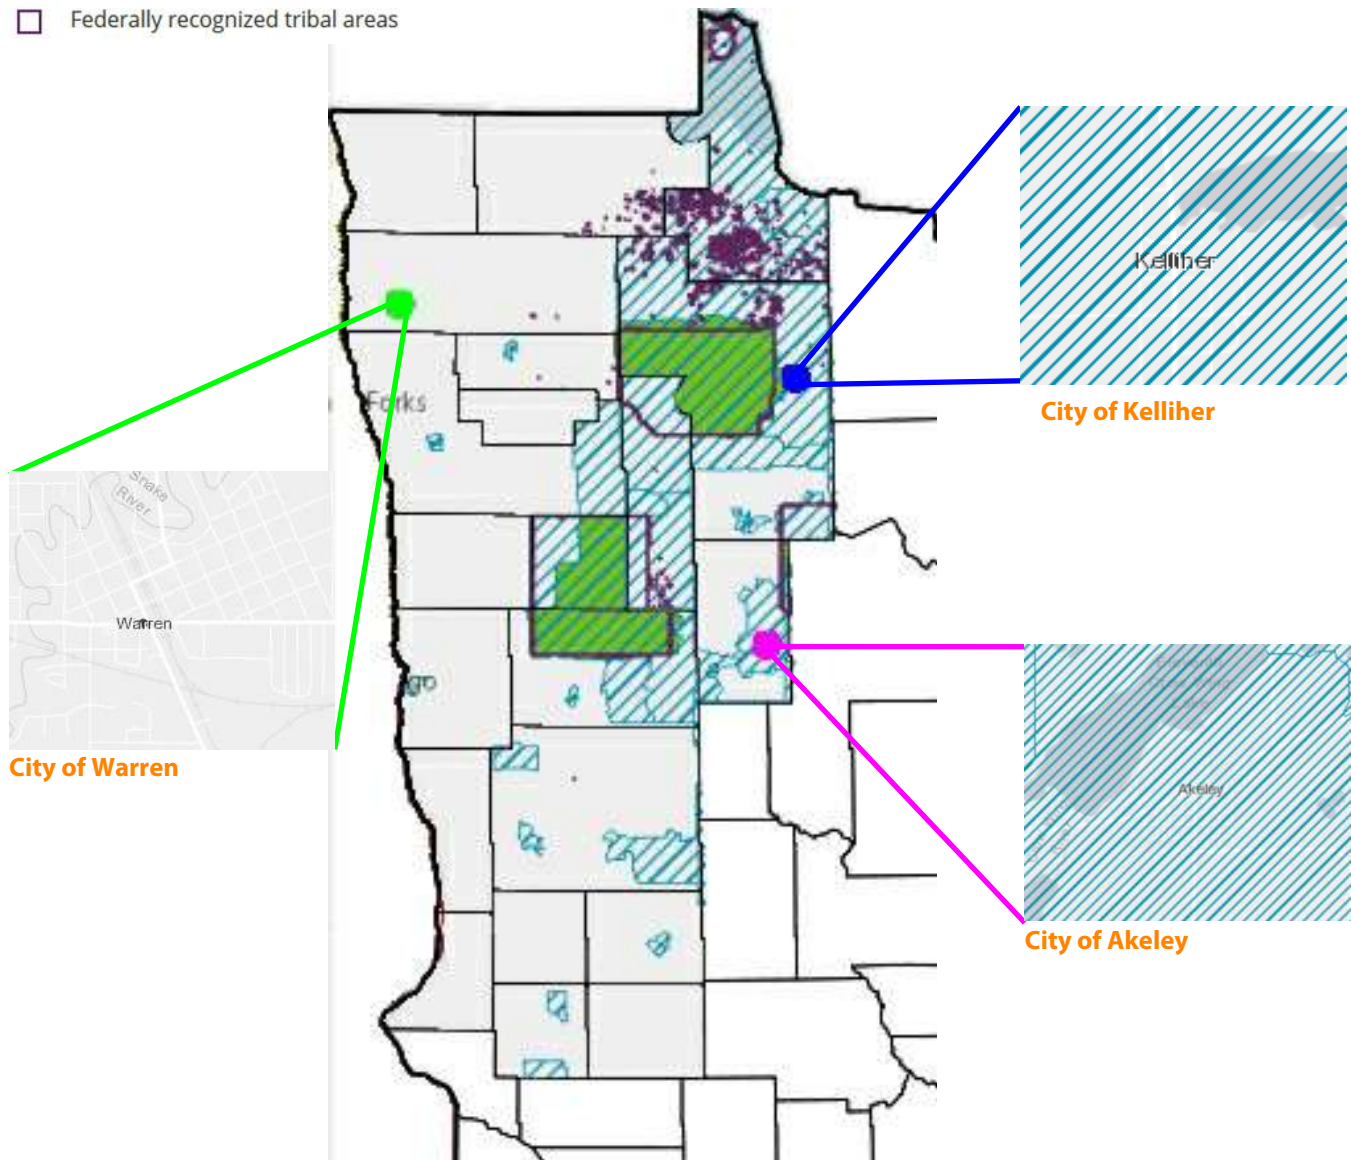 Federally recognized tribal areas
Kelliher
City of Kelliher
Forks
Snake
River
Warren
go
City of Warren
Akeley
City of Akeley